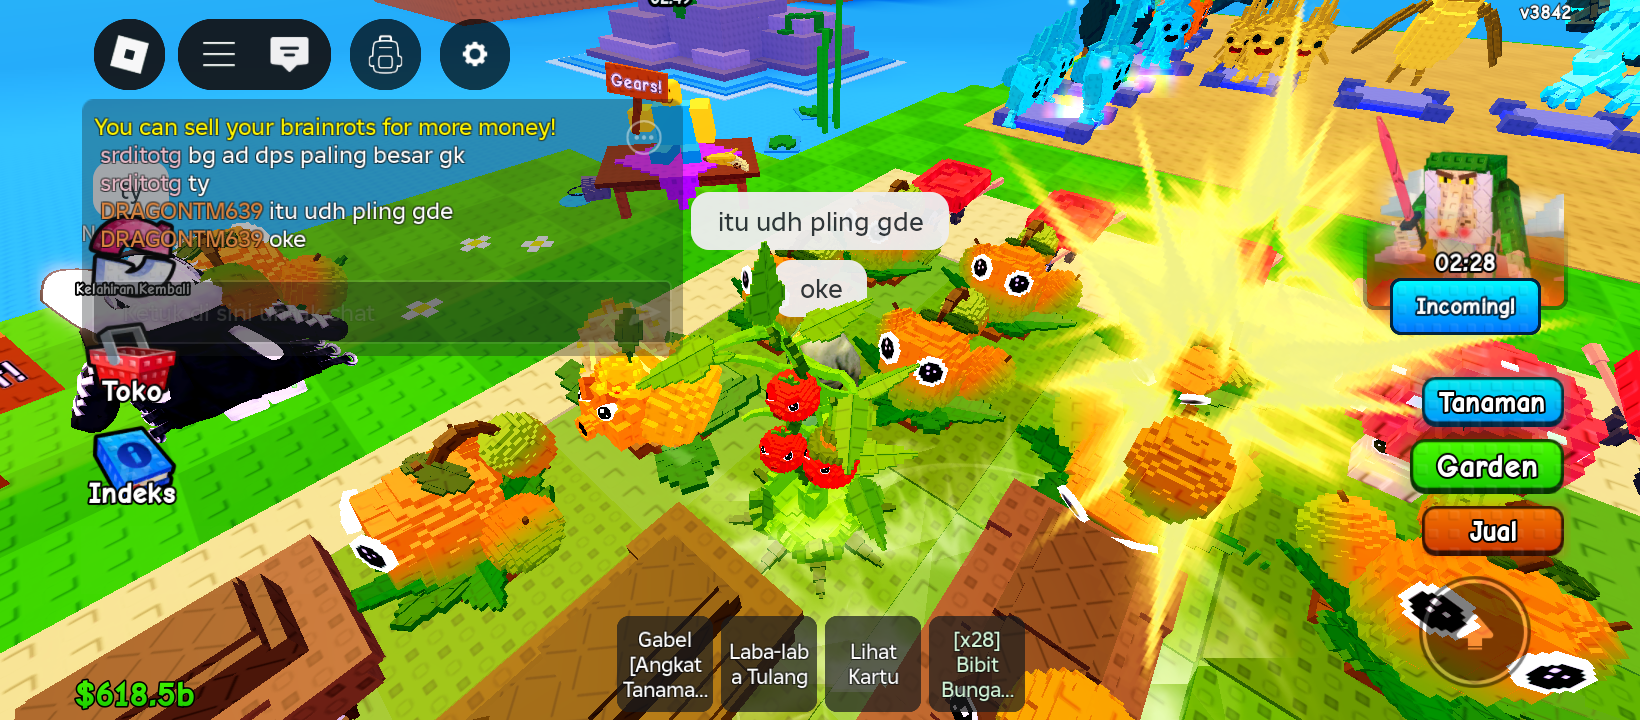 v3842
Gears!
You can sell your brainrots for more money!
srditotg bg ad dps paling besar gk
srditotg ty
DRAGONTM639 itu udh pling gde
DRAGONTM639 oke
itu udh pling gde
oke
Kelahiran Kembali
chat
02:28
Incoming!
Toko
Tanaman
Indeks
Garden
Jual
Gabel
[Angkat
Tanama...
Laba-lab
a Tulang
Lihat
Kartu
[x28]
Bibit
Bunga...
$618.5b